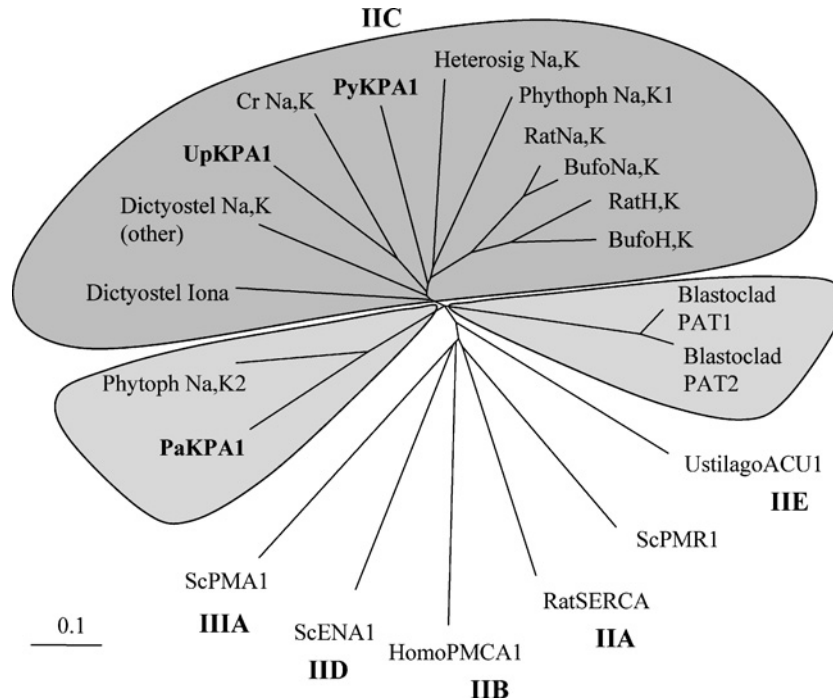 IIC
Heterosig Na,K
PyKPA1
Cr Na,K
Phythoph Na,K1
RatNa,K
UpKPA1
BufoNa,K
RatH,K
Dictyostel Na,K
(other)
BufoH,K
Dictyostel Iona
Blastoclad
PAT1
Blastoclad
PAT2
Phytoph Na,K2
PaKPA1
UstilagoACU1
IIE
ScPMR1
ScPMA1
IIIA
RatSERCA
IIA
0.1
ScENA1
IID
HomoPMCA1
IIB